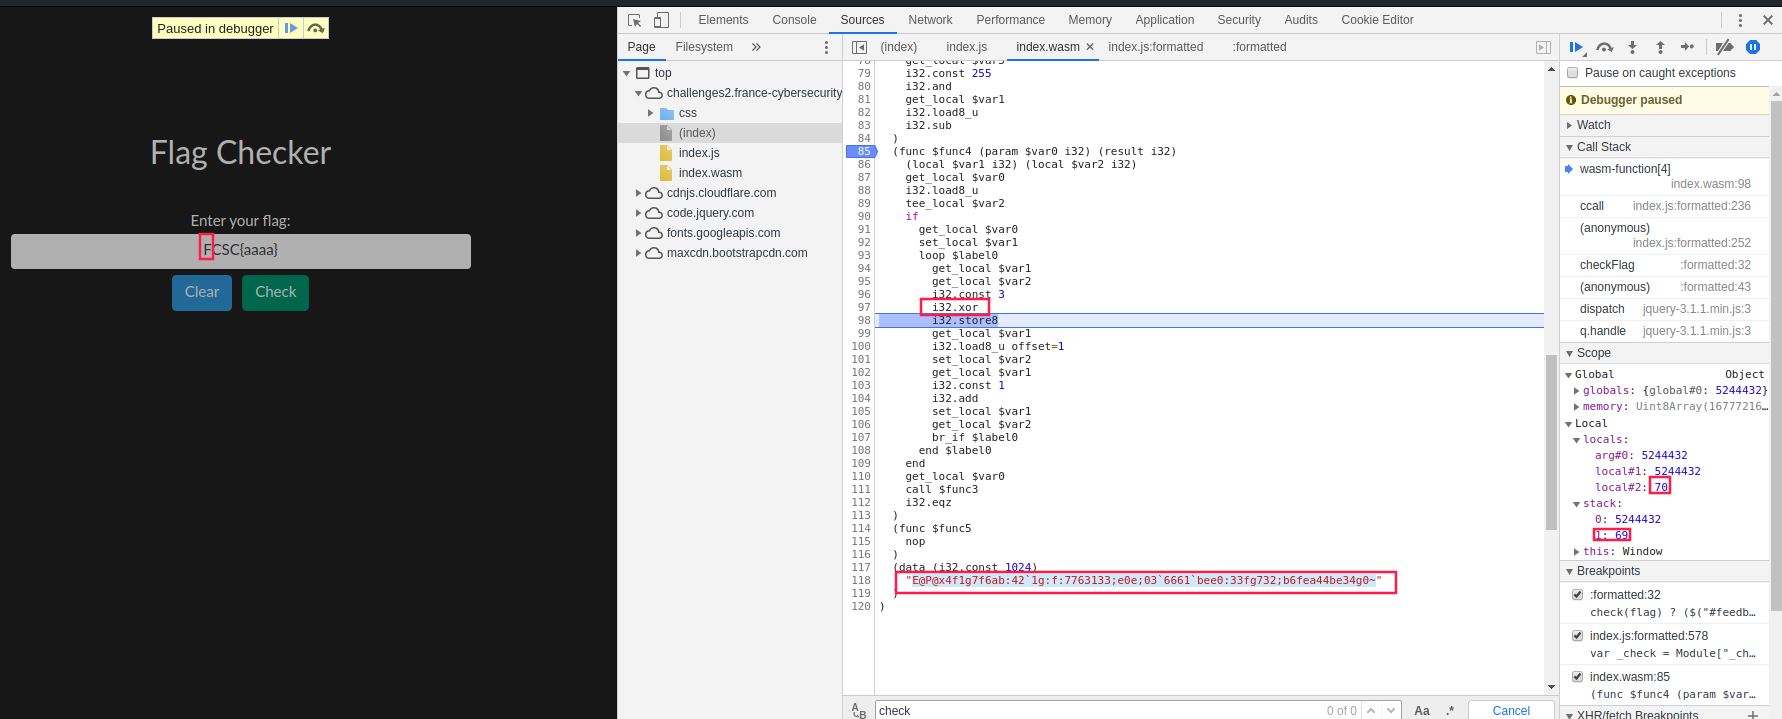 Paused in debugger
Flag Checker
Enter your flag:
FCSC{aaaa}
Clear
Check
Elements
Console
Sources
Network
Performance
Memory
Application
Security
Audits
Cookie Editor
Page
Filesystem
»
(index)
index.js
index.wasm ×
index.js:formatted
:formatted
top
challenges2.france-cybersecurity
css
(index)
index.js
index.wasm
cdnjs.cloudflare.com
code.jquery.com
fonts.googleapis.com
maxcdn.bootstrapcdn.com
79 i32.const 255
80 i32.and
81 get_local $var1
82 i32.load8_u
83 i32.sub
84 )
85 (func $func4 (param $var0 i32) (result i32)
86 (local $var1 i32) (local $var2 i32)
87 get_local $var0
88 i32.load8_u
89 tee_local $var2
90 if
91 get_local $var0
92 set_local $var1
93 loop $label0
94 get_local $var1
95 get_local $var2
96 i32.const 3
97 i32.xor
98 i32.store8
99 get_local $var1
100 i32.load8_u offset=1
101 set_local $var2
102 get_local $var1
103 i32.const 1
104 i32.add
105 set_local $var1
106 get_local $var2
107 br_if $label0
108 end $label0
109 end
110 get_local $var0
111 call $func3
112 i32.eqz
113 )
114 (func $func5
115 nop
116 )
117 (data (i32.const 1024)
118 "E@P@x4f1g7f6ab:42`1g:f:7763133;e0e;03`6661`bee0:33fg732;b6fea44be34g0~"
119 )
120 )
check
0 of 0
Aa
.*
Cancel
Pause on caught exceptions
Debugger paused
Watch
Call Stack
wasm-function[4]
index.wasm:98
ccall index.js:formatted:236
(anonymous)
index.js:formatted:252
checkFlag :formatted:32
(anonymous) :formatted:43
dispatch jquery-3.1.1.min.js:3
q.handle jquery-3.1.1.min.js:3
Scope
Global Object
globals: {global#0: 5244432}
memory: Uint8Array(16777216…
Local
locals:
arg#0: 5244432
local#1: 5244432
local#2: 70
stack:
0: 5244432
1: 69
this: Window
Breakpoints
:formatted:32
check(flag) ? ($("#feedb…
index.js:formatted:578
var _check = Module["_ch…
index.wasm:85
(func $func4 (param $var…
XHR/fetch Breakpoints